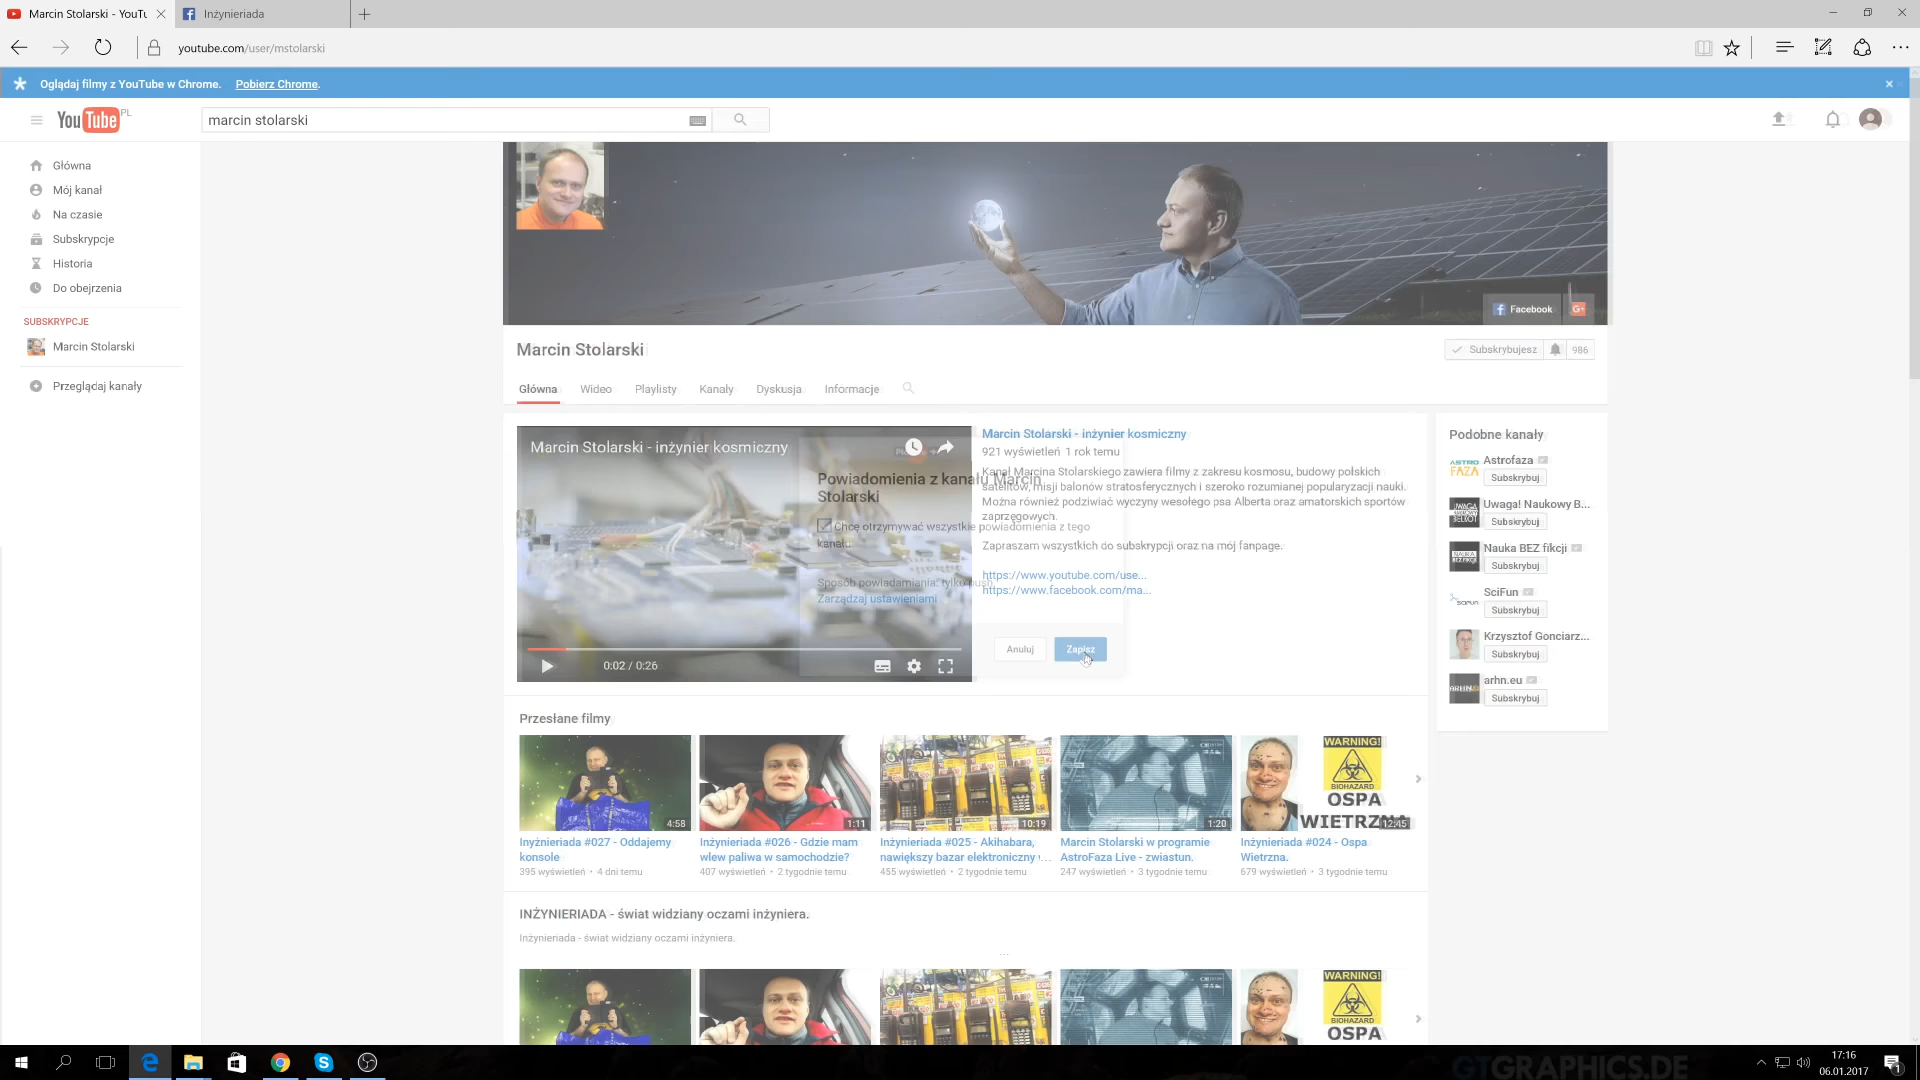 Marcin Stolarski - YouTu
Inżynieriada
youtube.com/user/mstolarski
Oglądaj filmy z YouTube w Chrome. Pobierz Chrome.
YouTube PL
marcin stolarski
Główna
Mój kanał
Na czasie
Subskrypcje
Historia
Do obejrzenia
SUBSKRYPCJE
Marcin Stolarski
Przeglądaj kanały
Facebook
G+
Marcin Stolarski
Subskrybujesz 986
Główna Wideo Playlisty Kanały Dyskusja Informacje
Marcin Stolarski - inżynier kosmiczny
0:02 / 0:26
Powiadomienia z kanału Marcin
Stolarski
Chcę otrzymywać wszystkie powiadomienia z tego
kanału
Sposób powiadamiania: tylko push
Zarządzaj ustawieniami
Anuluj Zapisz
Marcin Stolarski - inżynier kosmiczny
921 wyświetleń 1 rok temu
Kanał Marcina Stolarskiego zawiera filmy z zakresu kosmosu, budowy polskich
satelitów, misji balonów stratosferycznych i szeroko rozumianej popularyzacji nauki.
Można również podziwiać wyczyny wesołego psa Alberta oraz amatorskich sportów
zaprzęgowych.
Zapraszam wszystkich do subskrypcji oraz na mój fanpage.
https://www.youtube.com/use...
https://www.facebook.com/ma...
Podobne kanały
ASTRO
FAZA
Astrofaza
Subskrybuj
Uwaga! Naukowy B...
Subskrybuj
Nauka BEZ fikcji
Subskrybuj
SciFun
Subskrybuj
Krzysztof Gonciarz...
Subskrybuj
ARHN.EU
arhn.eu
Subskrybuj
Przesłane filmy
4:58
1:11
10:19
1:20
WARNING!
BIOHAZARD
OSPA
WIETRZNA
12:45
Inyżnieriada #027 - Oddajemy
konsole
395 wyświetleń • 4 dni temu
Inżynieriada #026 - Gdzie mam
wlew paliwa w samochodzie?
407 wyświetleń • 2 tygodnie temu
Inżynieriada #025 - Akihabara,
nawiększy bazar elektroniczny
455 wyświetleń • 2 tygodnie temu
Marcin Stolarski w programie
AstroFaza Live - zwiastun.
247 wyświetleń • 3 tygodnie temu
Inżynieriada #024 - Ospa
Wietrzna.
679 wyświetleń • 3 tygodnie temu
INŻYNIERIADA - świat widziany oczami inżyniera.
Inżynieriada - świat widziany oczami inżyniera.
...
WARNING!
BIOHAZARD
OSPA
GTGRAPHICS.DE
17:16
06.01.2017
1